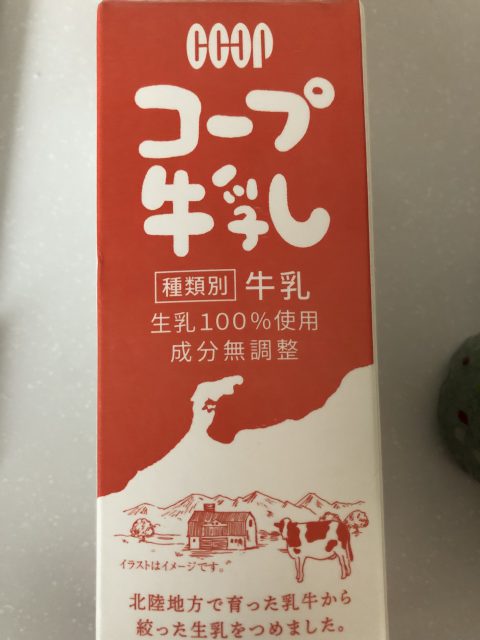 COOP
コープ
牛乳
種類別 牛乳
生乳100%使用
成分無調整
イラストはイメージです。
北陸地方で育った乳牛から
絞った生乳をつめました。